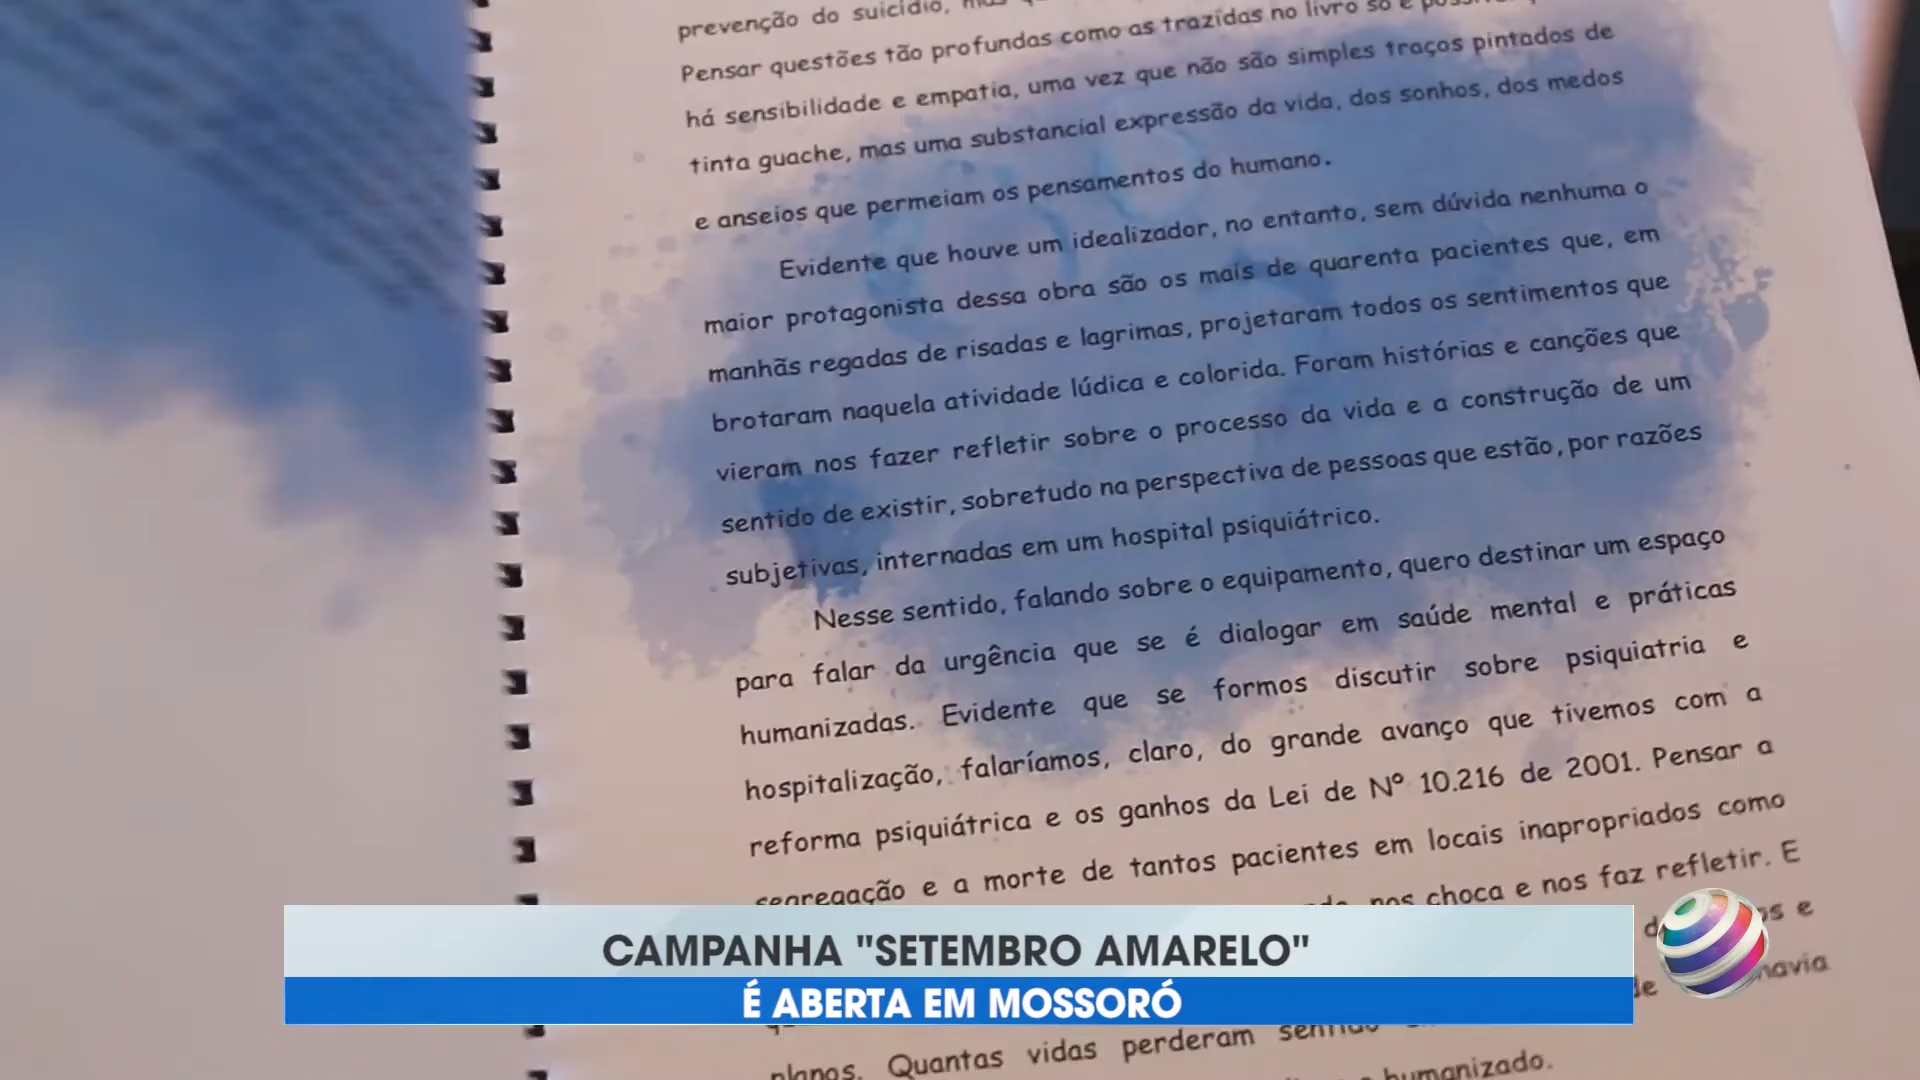 prevenção do suicídio,
Pensar questões tão profundas como as trazidas no livro só é
há sensibilidade e empatia, uma vez que não são simples traços pintados de
tinta guache, mas uma substancial expressão da vida, dos sonhos, dos medos
e anseios que permeiam os pensamentos do humano.
Evidente que houve um idealizador, no entanto, sem dúvida nenhuma o
maior protagonista dessa obra são os mais de quarenta pacientes que, em
manhãs regadas de risadas e lagrimas, projetaram todos os sentimentos que
brotaram naquela atividade lúdica e colorida. Foram histórias e canções que
vieram nos fazer refletir sobre o processo da vida e a construção de um
sentido de existir, sobretudo na perspectiva de pessoas que estão, por razões
subjetivas, internadas em um hospital psiquiátrico.
Nesse sentido, falando sobre o equipamento, quero destinar um espaço
para falar da urgência que se é dialogar em saúde mental e práticas
humanizadas. Evidente que se formos discutir sobre psiquiatria e
hospitalização, falaríamos, claro, do grande avanço que tivemos com a
reforma psiquiátrica e os ganhos da Lei de Nº 10.216 de 2001. Pensar a
segregação e a morte de tantos pacientes em locais inapropriados como
nos choca e nos faz refletir. E
e
CAMPANHA "SETEMBRO AMARELO"
É ABERTA EM MOSSORÓ
planos. Quantas vidas perderam sentido
humanizado.